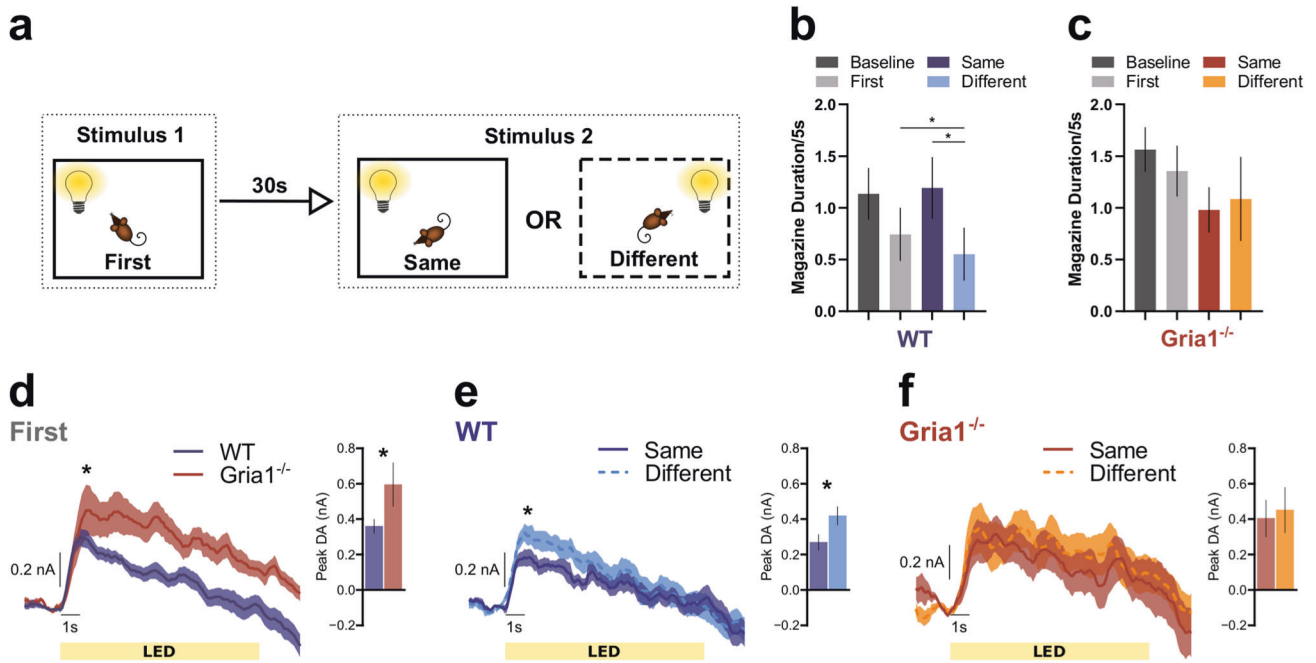 a
Stimulus 1
First
30s
Stimulus 2
Same
OR
Different
b
Baseline
Same
First
Different
Magazine Duration/5s
2.0
1.5
1.0
0.5
0.0
*
*
WT
c
Baseline
Same
First
Different
Magazine Duration/5s
2.0
1.5
1.0
0.5
0.0
Gria1-/-
d
First
WT
Gria1-/-
*
0.2 nA
1s
LED
Peak DA (nA)
0.8
0.6
0.4
0.2
0.0
−0.2
*
e
WT
Same
Different
*
0.2 nA
1s
LED
Peak DA (nA)
0.8
0.6
0.4
0.2
0.0
−0.2
*
f
Gria1-/-
Same
Different
0.2 nA
1s
LED
Peak DA (nA)
0.8
0.6
0.4
0.2
0.0
−0.2